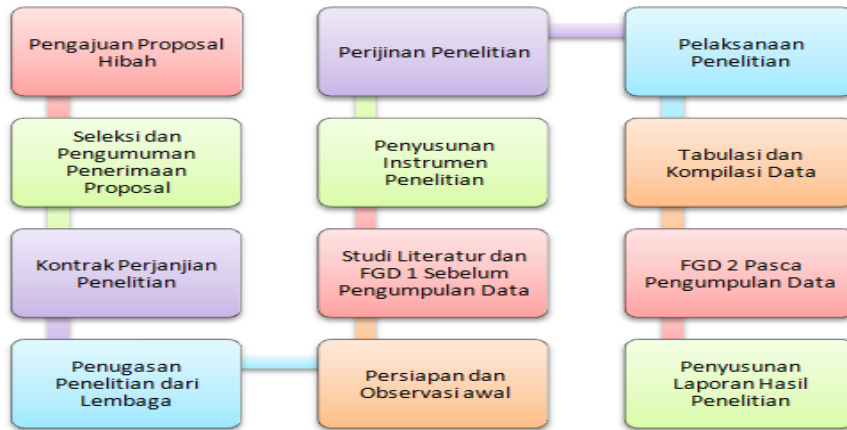 Pengajuan Proposal
Hibah
Seleksi dan
Pengumuman
Penerimaan
Proposal
Kontrak Perjanjian
Penelitian
Penugasan
Penelitian dari
Lembaga
Persiapan dan
Observasi awal
Studi Literatur dan
FGD 1 Sebelum
Pengumpulan Data
Penyusunan
Instrumen
Penelitian
Perijinan Penelitian
Pelaksanaan
Penelitian
Tabulasi dan
Kompilasi Data
FGD 2 Pasca
Pengumpulan Data
Penyusunan
Laporan Hasil
Penelitian